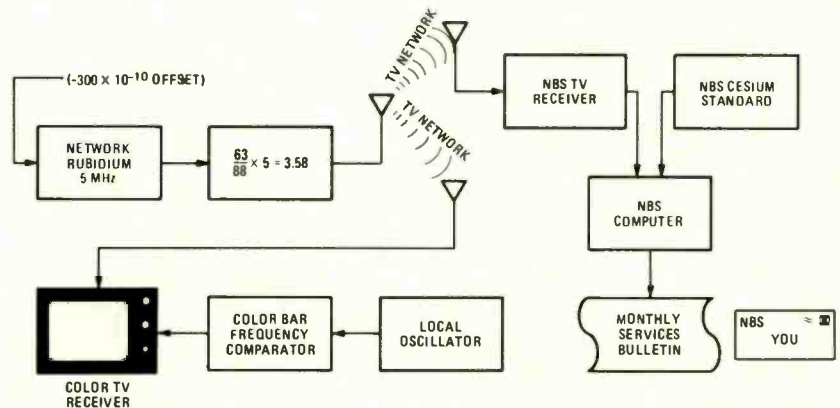 (-300 × 10⁻¹⁰ OFFSET)
NETWORK
RUBIDIUM
5 MHz
63/88 × 5 = 3.58
TV NETWORK
TV NETWORK
NBS TV
RECEIVER
NBS CESIUM
STANDARD
NBS
COMPUTER
COLOR TV
RECEIVER
COLOR BAR
FREQUENCY
COMPARATOR
LOCAL
OSCILLATOR
MONTHLY
SERVICES
BULLETIN
NBS
YOU